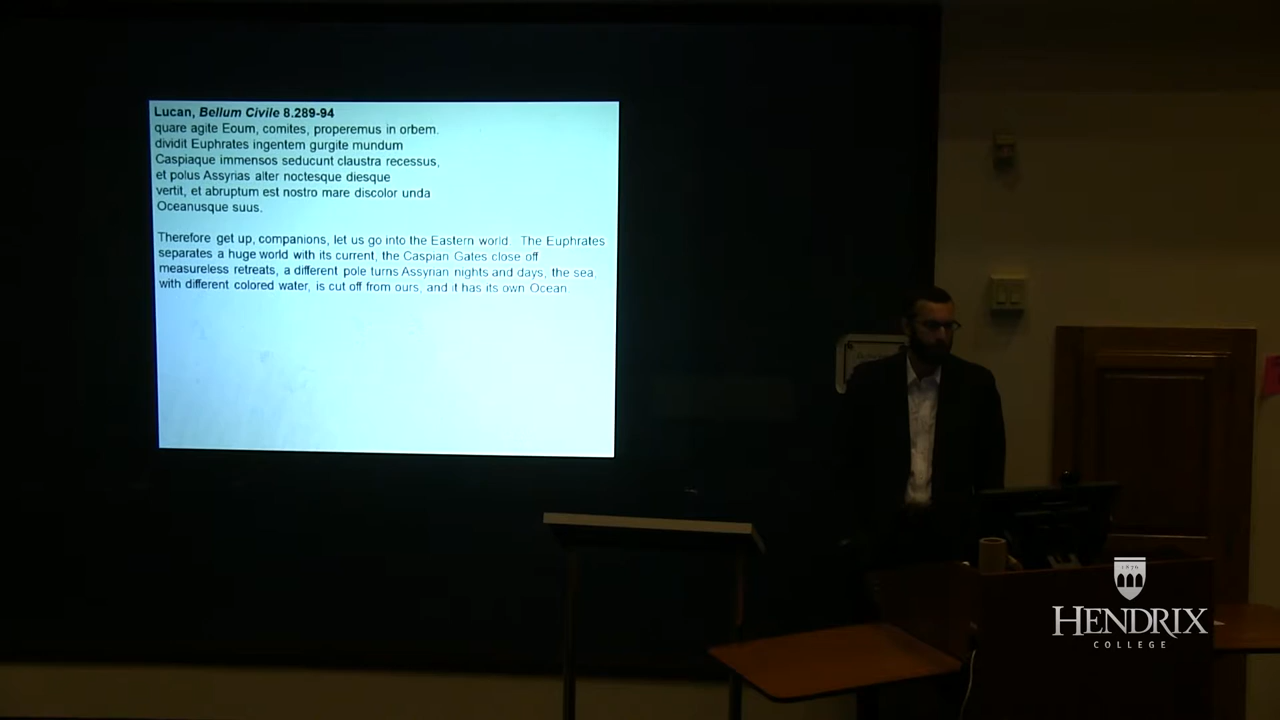 Lucan, Bellum Civile 8.289-94
quare agite Eoum, comites, properemus in orbem.
dividit Euphrates ingentem gurgite mundum
Caspiaque immensos seducunt claustra recessus,
et polus Assyrias alter noctesque diesque
vertit, et abruptum est nostro mare discolor unda
Oceanusque suus.
Therefore get up, companions, let us go into the Eastern world. The Euphrates
separates a huge world with its current, the Caspian Gates close off
measureless retreats, a different pole turns Assyrian nights and days, the sea,
with different colored water, is cut off from ours, and it has its own Ocean.
1876
HENDRIX
COLLEGE